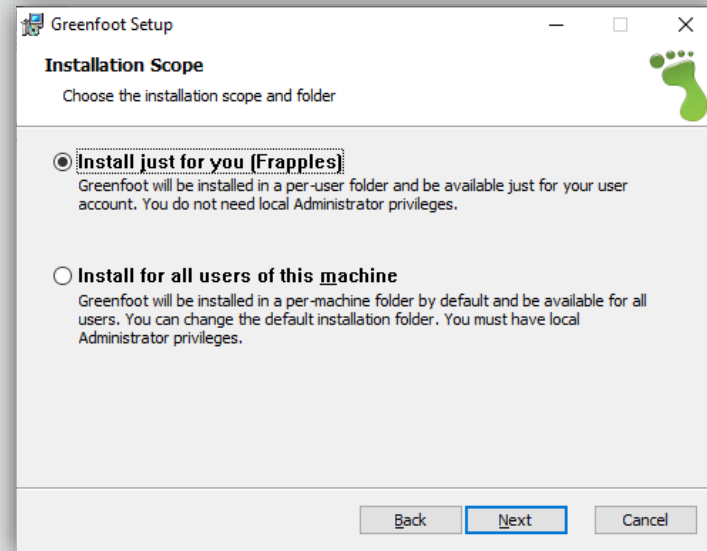 Greenfoot Setup
Installation Scope
Choose the installation scope and folder
Install just for you (Frapples)
Greenfoot will be installed in a per-user folder and be available just for your user
account. You do not need local Administrator privileges.
Install for all users of this machine
Greenfoot will be installed in a per-machine folder by default and be available for all
users. You can change the default installation folder. You must have local
Administrator privileges.
Back
Next
Cancel